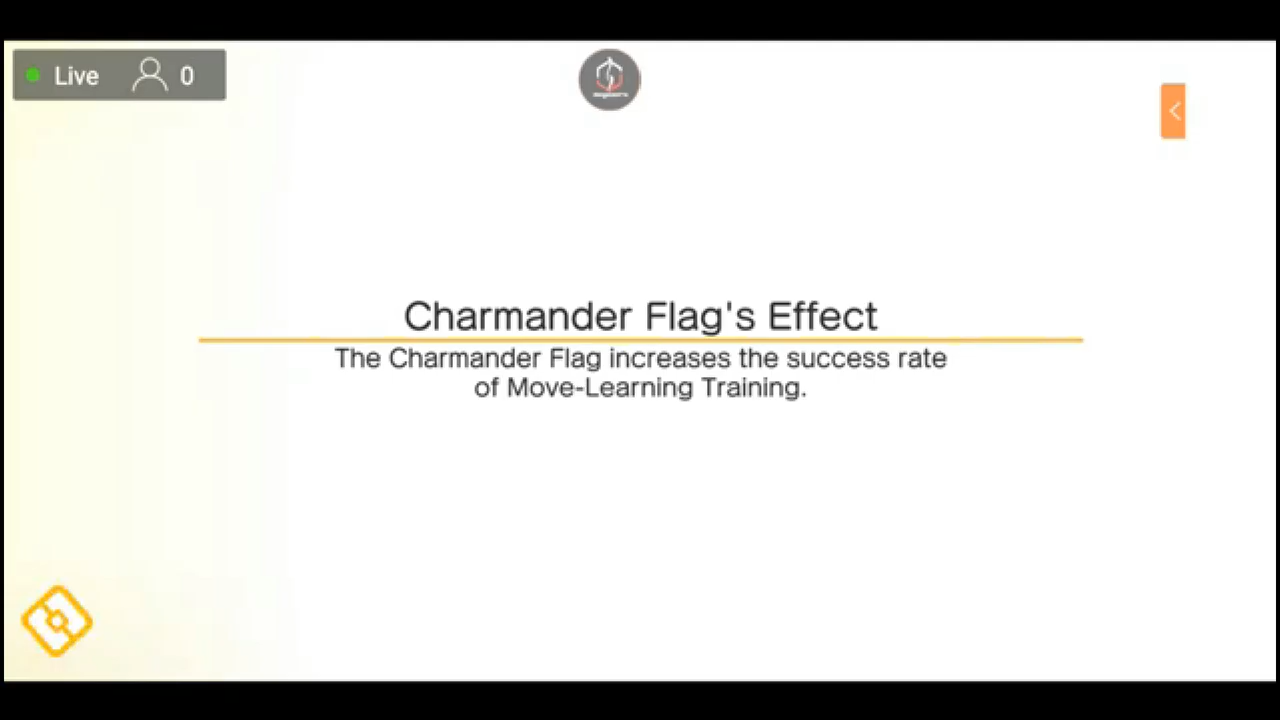 Live 0
Charmander Flag's Effect
The Charmander Flag increases the success rate
of Move-Learning Training.